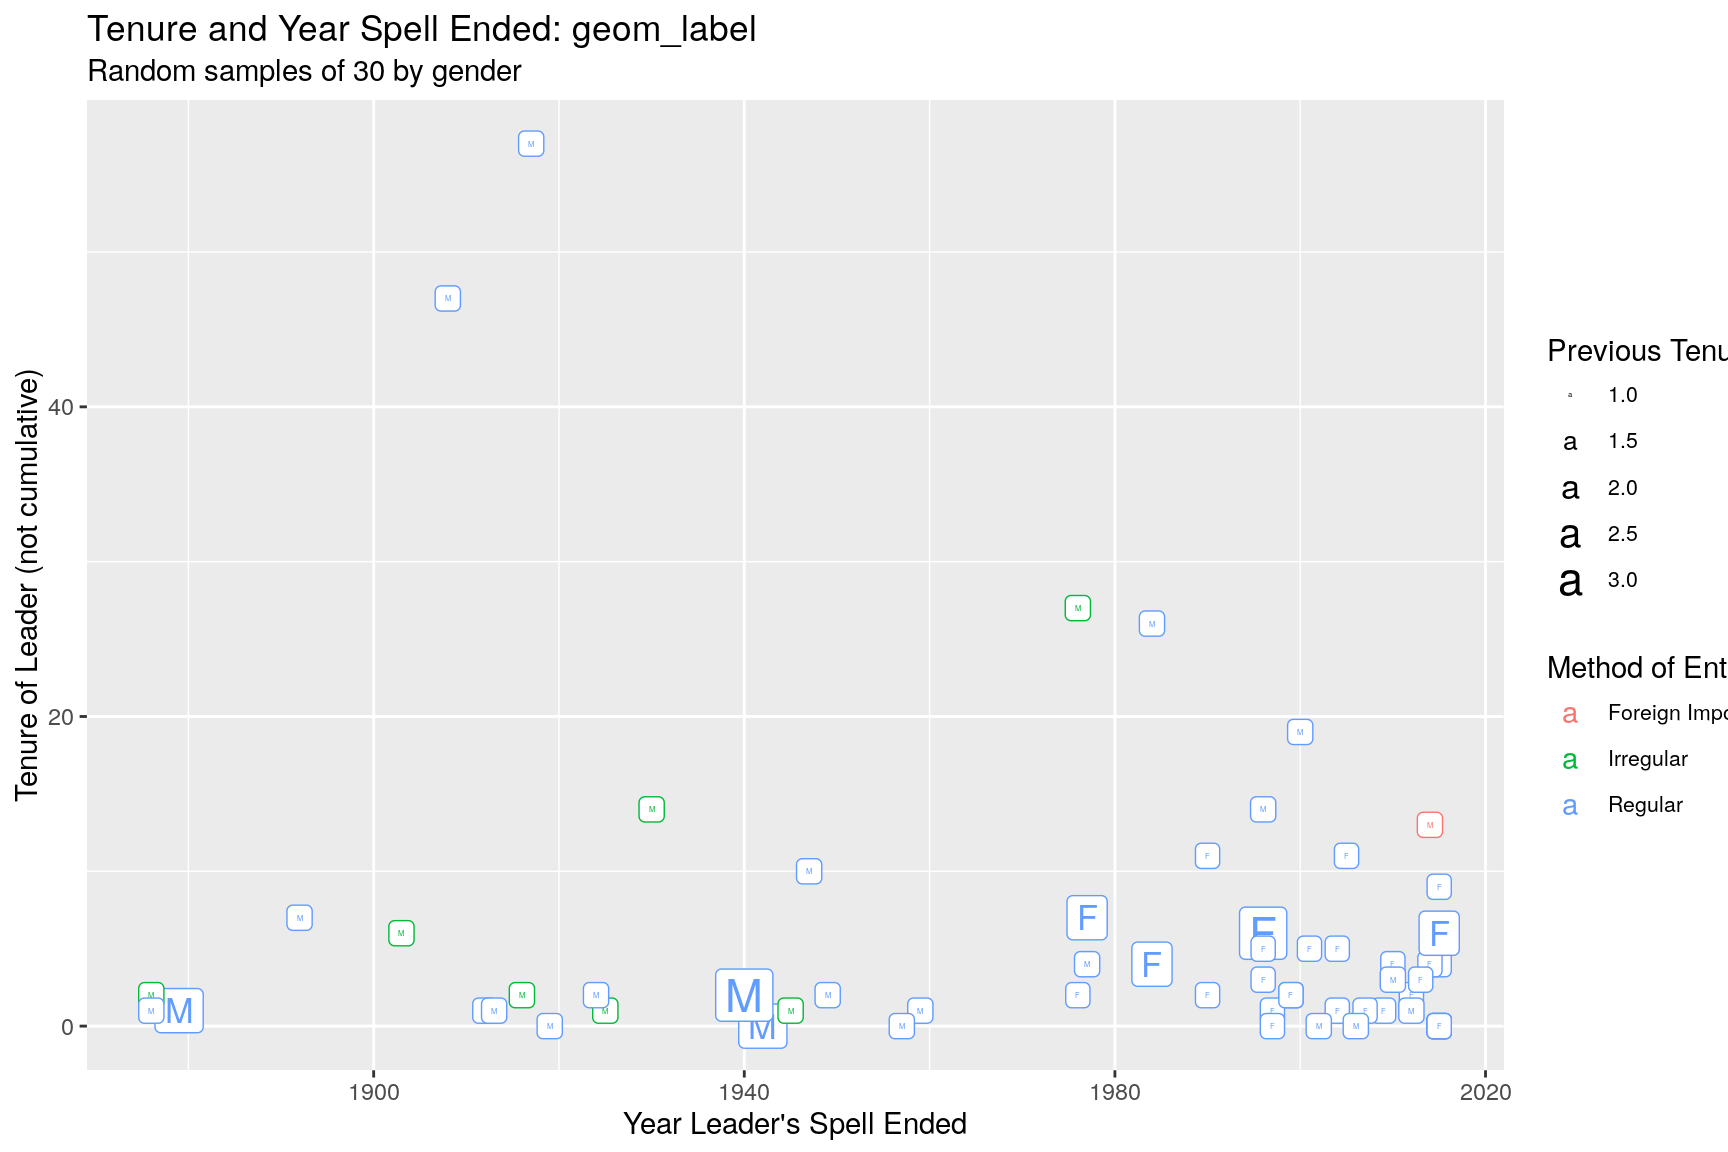 Tenure and Year Spell Ended: geom_label
Random samples of 30 by gender
Tenure of Leader (not cumulative)
40
20
0
M
M
M
M
M
M
F
F
M
F
M
M
F
F
F
M
F
F
F
F
M
F
F
F
M
F
M
M
M
M
M
F
F
M
M
M
M
M
M
M
F
F
F
M
M
M
M
F
M
M
F
1900
1940
1980
2020
Year Leader's Spell Ended
Previous Tenu
a 1.0
a 1.5
a 2.0
a 2.5
a 3.0
Method of Ent
a Foreign Impo
a Irregular
a Regular